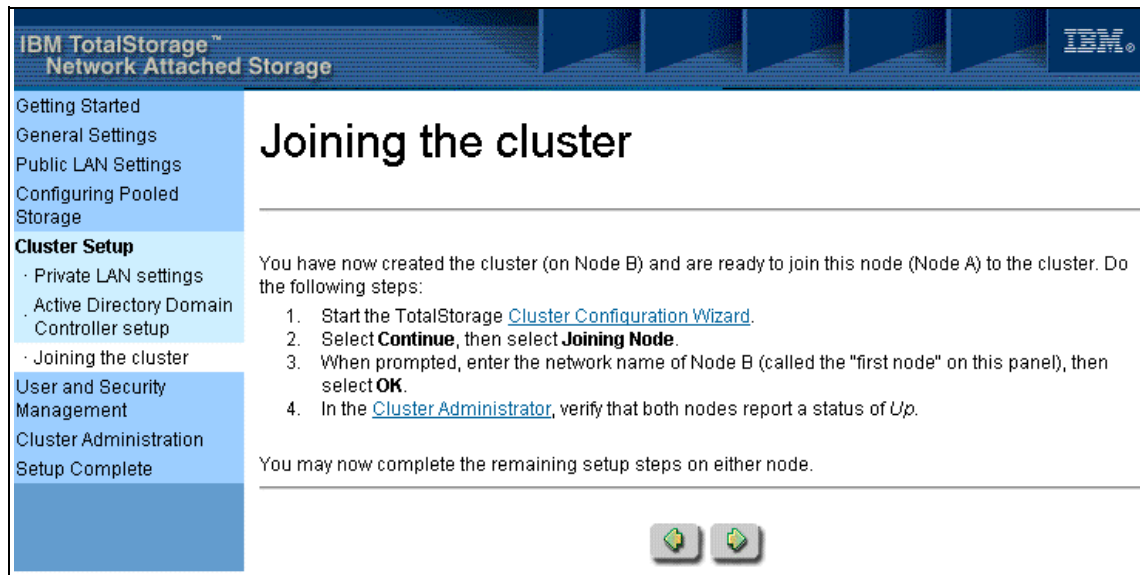 IBM TotalStorage™
Network Attached Storage
IBM®
Getting Started
General Settings
Public LAN Settings
Configuring Pooled
Storage
Cluster Setup
· Private LAN settings
· Active Directory Domain
Controller setup
· Joining the cluster
User and Security
Management
Cluster Administration
Setup Complete
Joining the cluster
You have now created the cluster (on Node B) and are ready to join this node (Node A) to the cluster. Do
the following steps:
1. Start the TotalStorage Cluster Configuration Wizard.
2. Select Continue, then select Joining Node.
3. When prompted, enter the network name of Node B (called the "first node" on this panel), then
select OK.
4. In the Cluster Administrator, verify that both nodes report a status of Up.
You may now complete the remaining setup steps on either node.